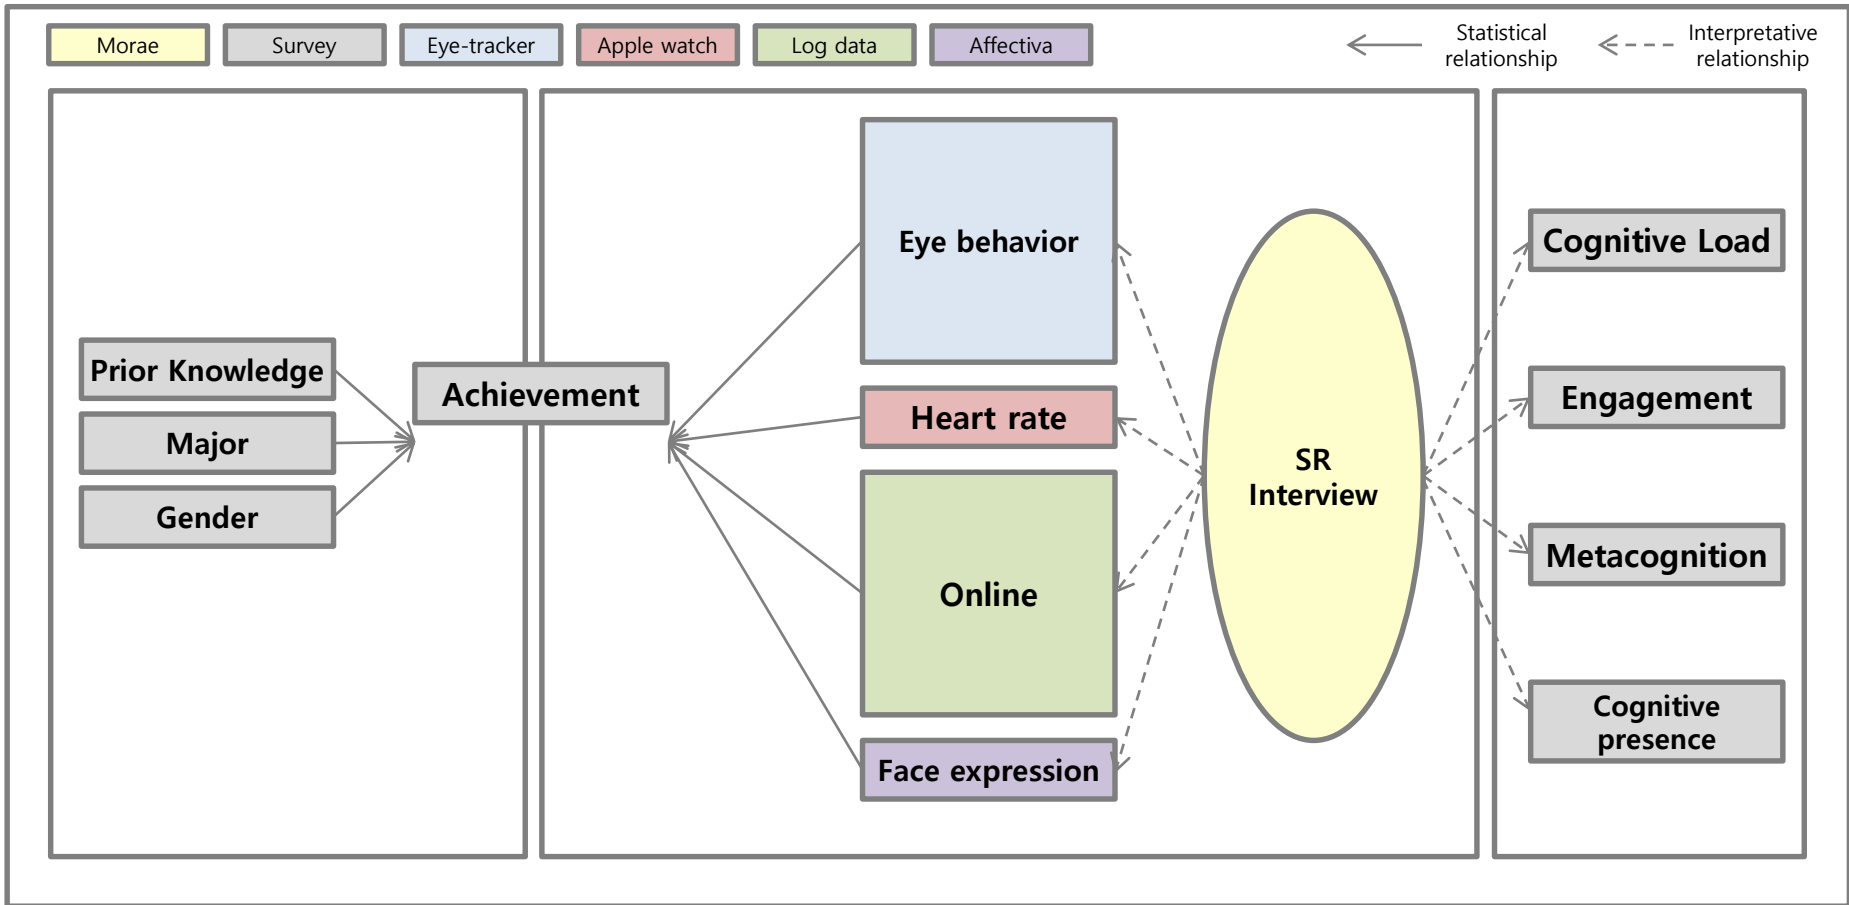 Morae
Survey
Eye-tracker
Apple watch
Log data
Affectiva
Statistical
relationship
Interpretative
relationship
Prior Knowledge
Major
Gender
Achievement
Eye behavior
Heart rate
Online
Face expression
SR
Interview
Cognitive Load
Engagement
Metacognition
Cognitive
presence